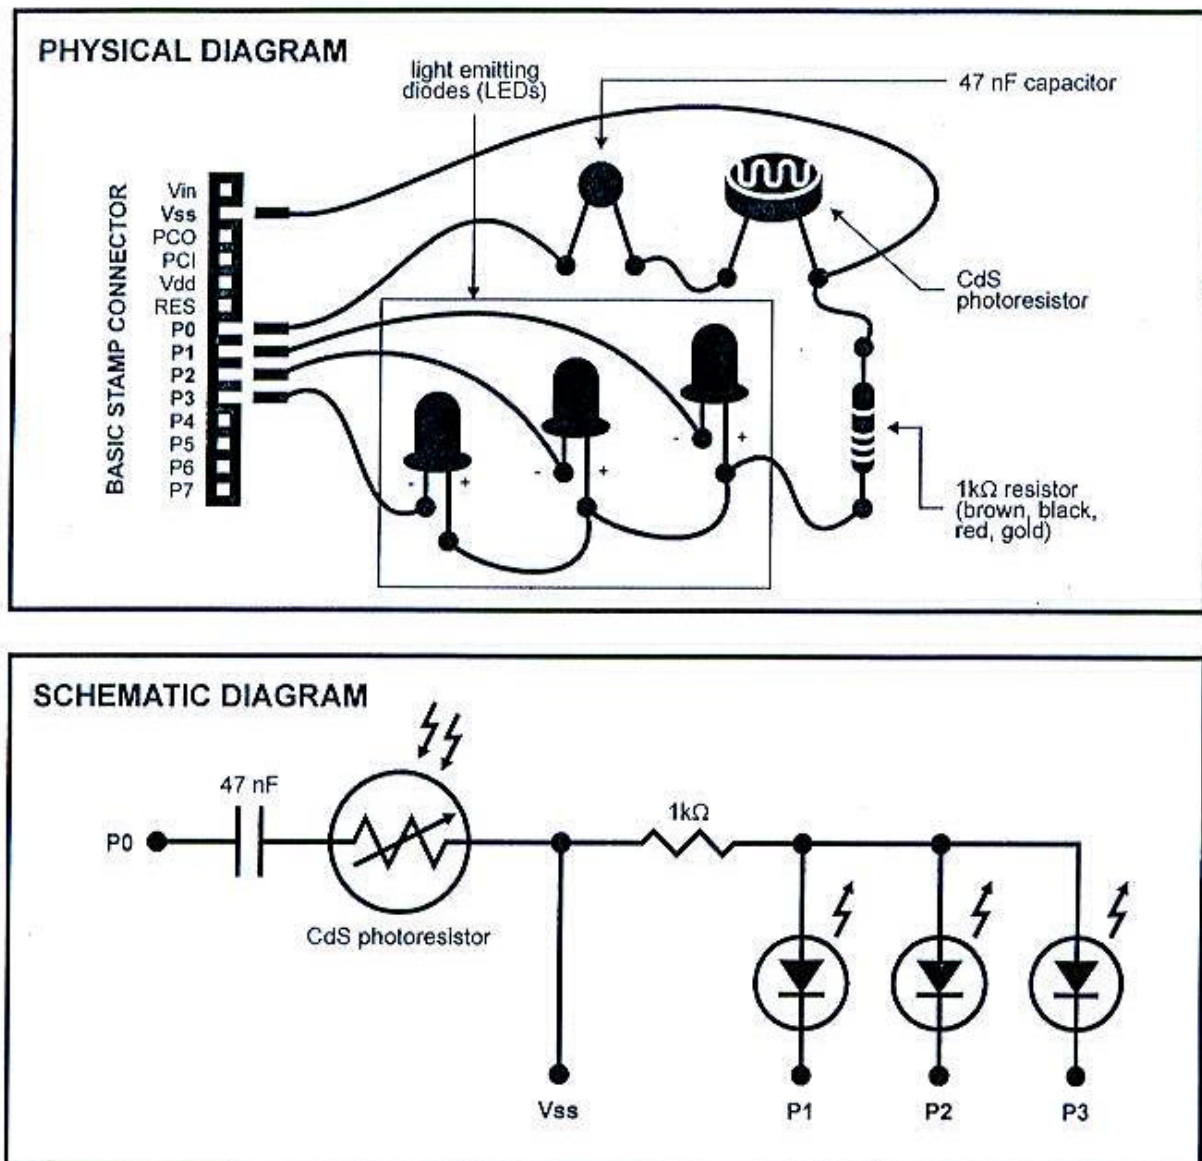 PHYSICAL DIAGRAM
light emitting
diodes (LEDs)
47 nF capacitor
BASIC STAMP CONNECTOR
Vin
Vss
PCO
PCI
Vdd
RES
P0
P1
P2
P3
P4
P5
P6
P7
CdS
photoresistor
- +
- +
- +
1kΩ resistor
(brown, black,
red, gold)
SCHEMATIC DIAGRAM
47 nF
P0
CdS photoresistor
1kΩ
Vss
P1
P2
P3